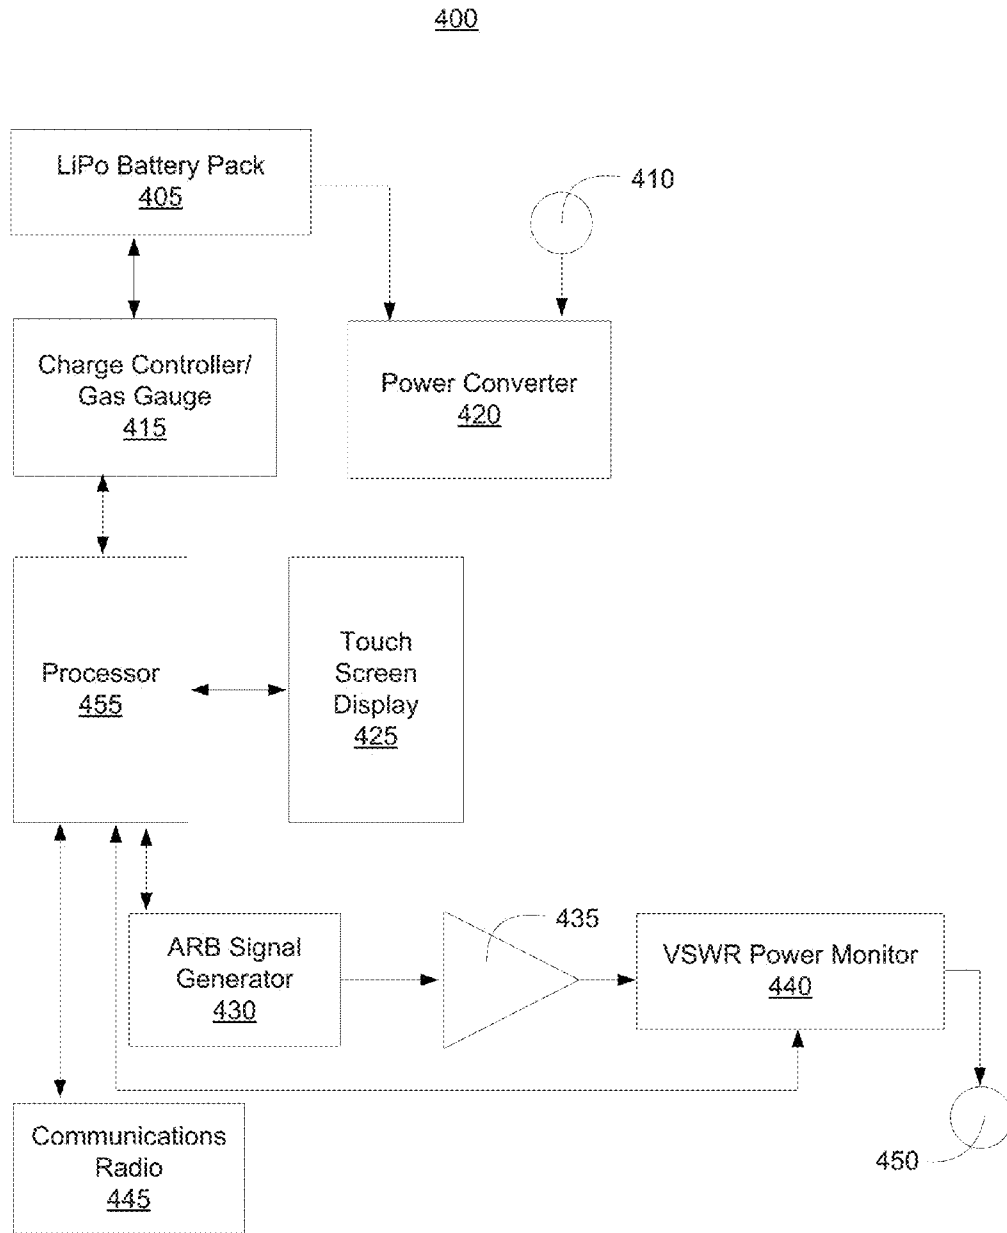 400
LiPo Battery Pack
405
410
Charge Controller/
Gas Gauge
415
Power Converter
420
Processor
455
Touch
Screen
Display
425
ARB Signal
Generator
430
435
VSWR Power Monitor
440
Communications
Radio
445
450